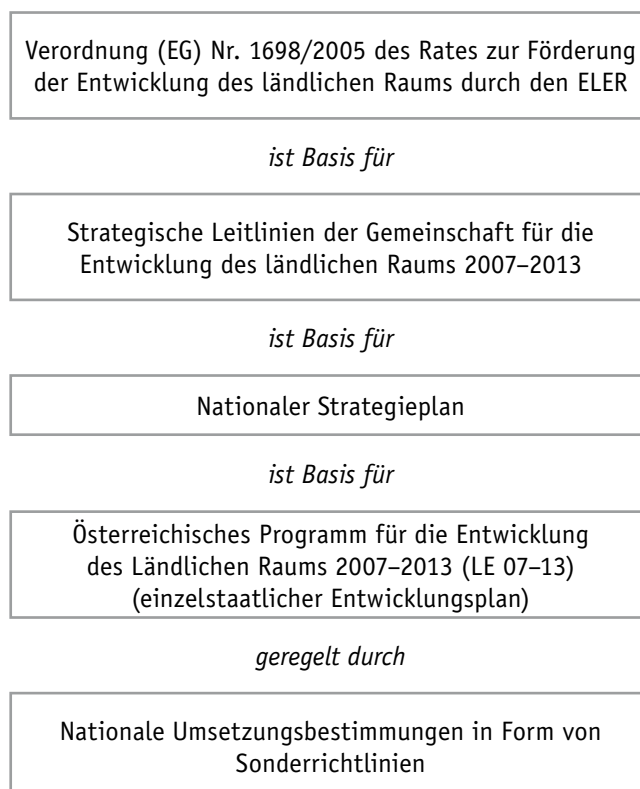 Verordnung (EG) Nr. 1698/2005 des Rates zur Förderung
der Entwicklung des ländlichen Raums durch den ELER
ist Basis für
Strategische Leitlinien der Gemeinschaft für die
Entwicklung des ländlichen Raums 2007–2013
ist Basis für
Nationaler Strategieplan
ist Basis für
Österreichisches Programm für die Entwicklung
des Ländlichen Raums 2007–2013 (LE 07–13)
(einzelstaatlicher Entwicklungsplan)
geregelt durch
Nationale Umsetzungsbestimmungen in Form von
Sonderrichtlinien